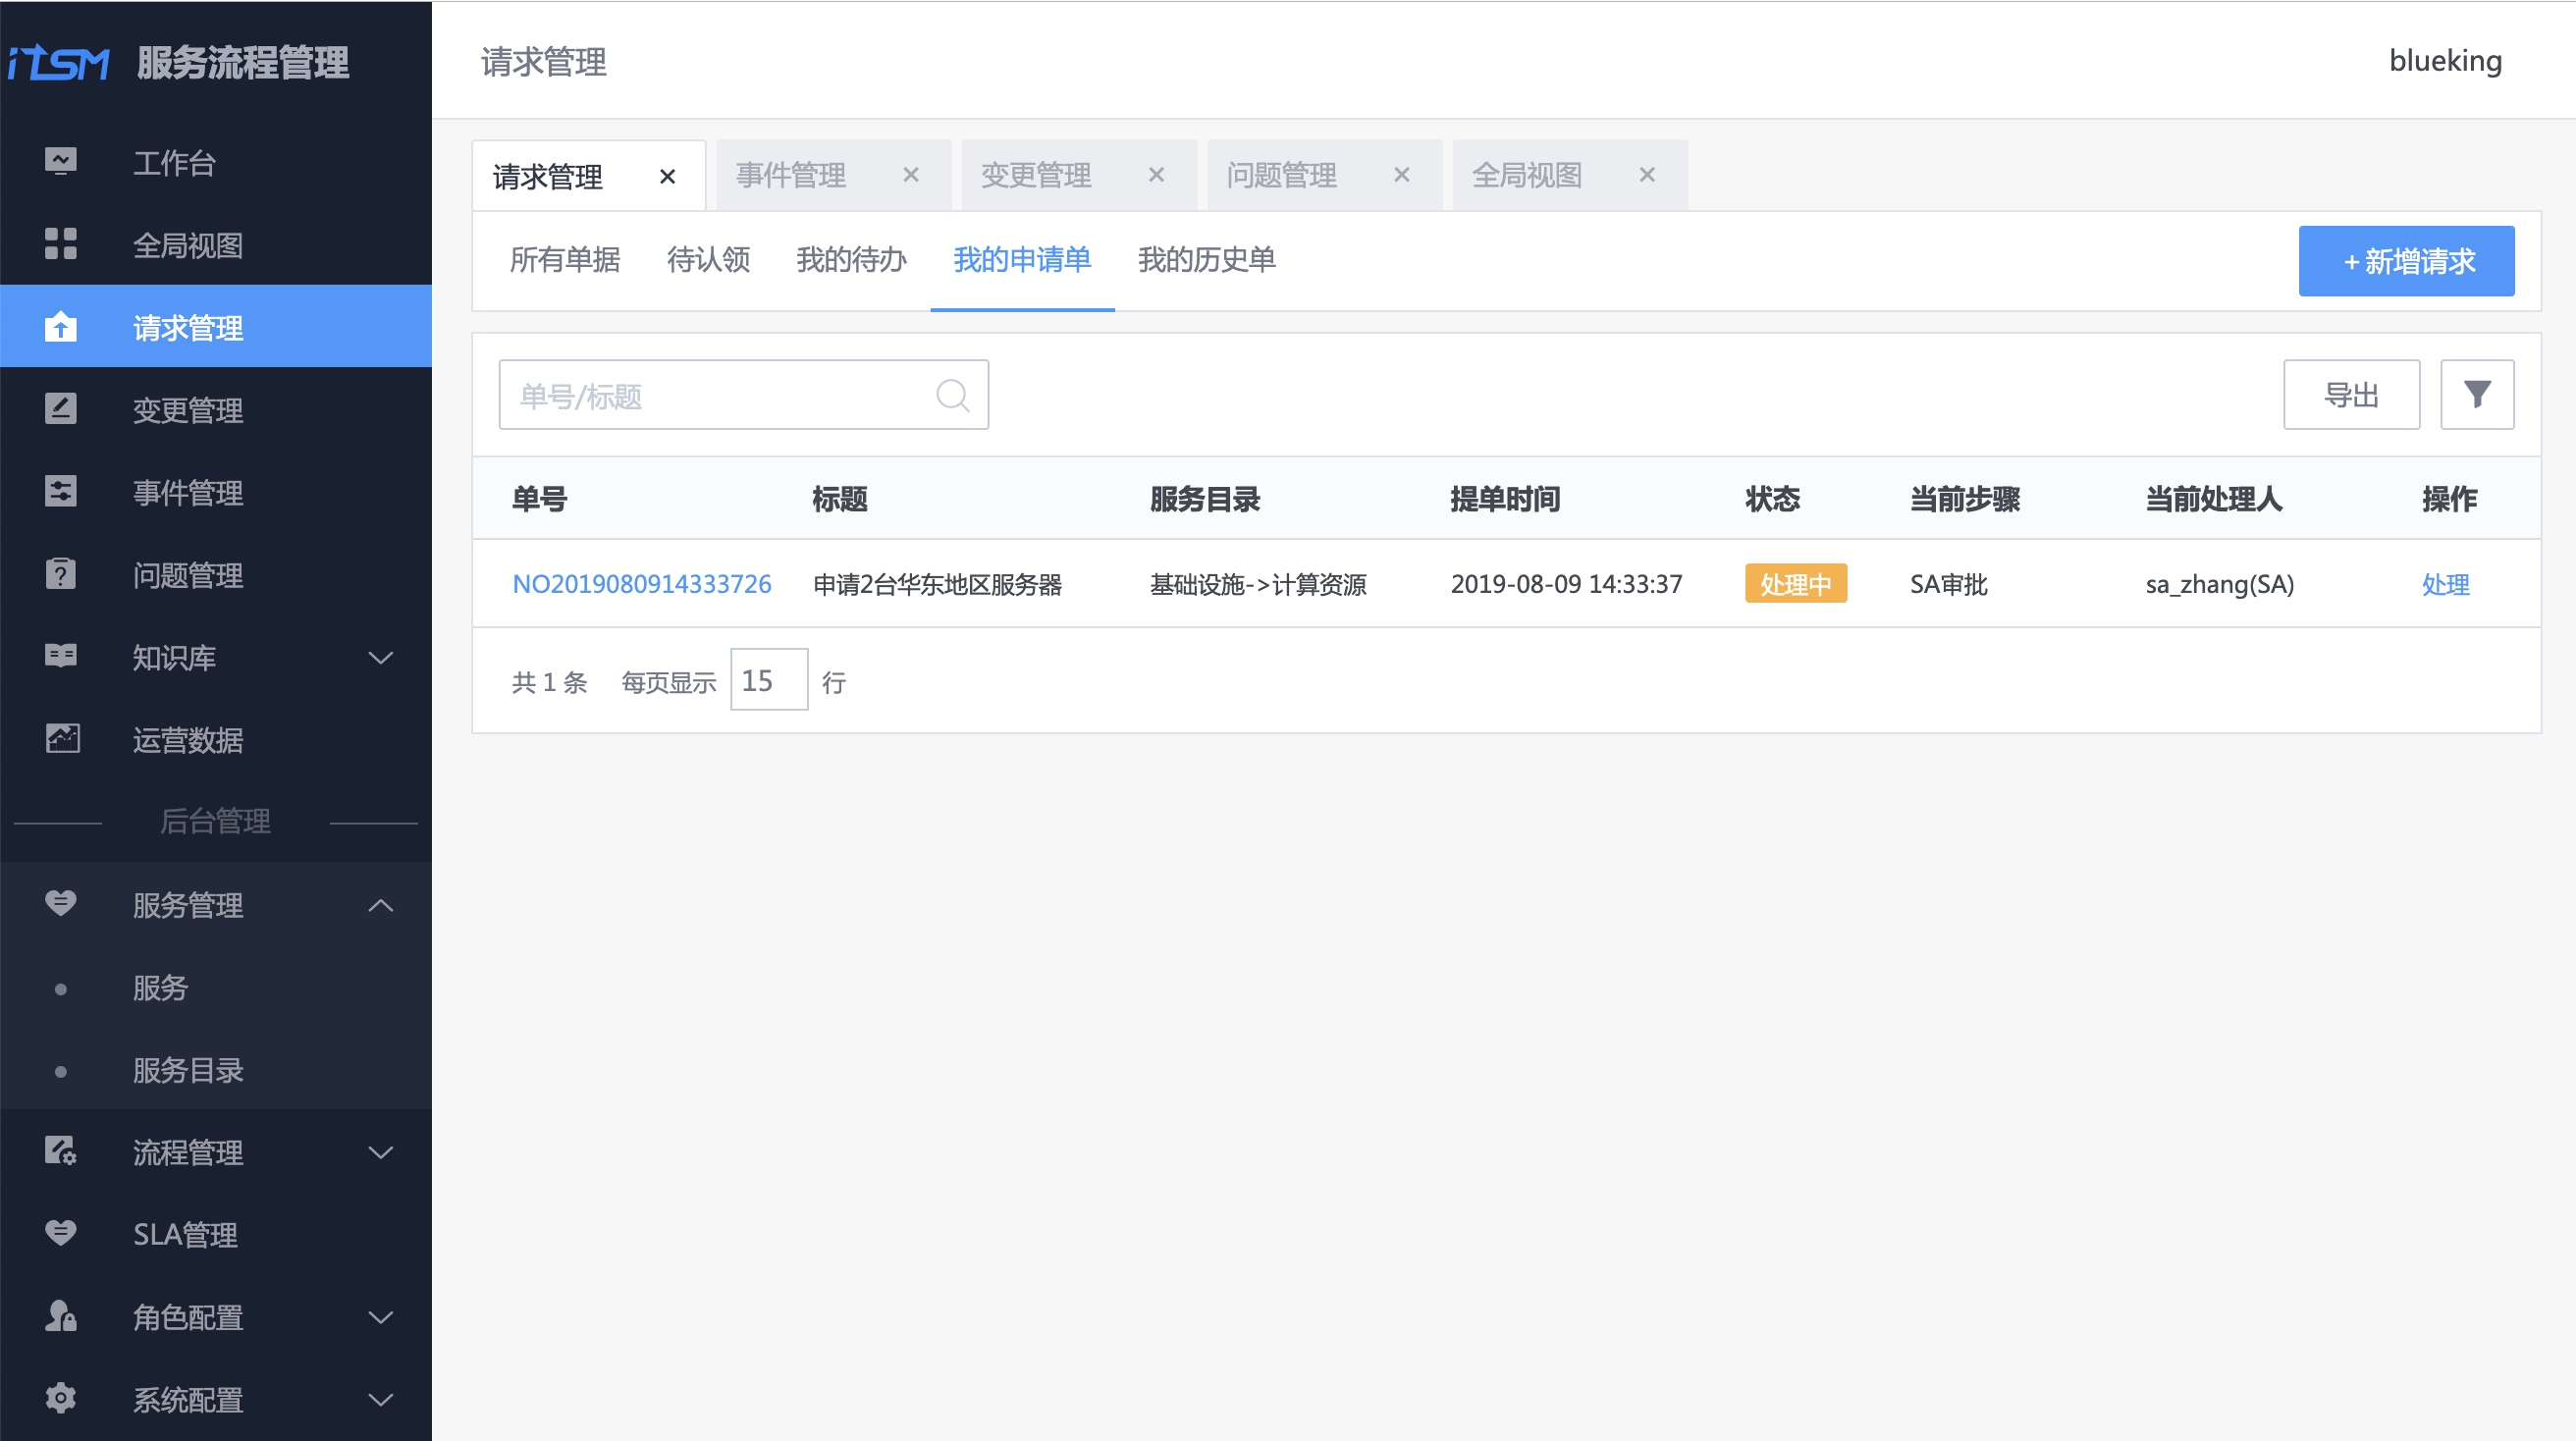 iTSM 服务流程管理
工作台
全局视图
请求管理
变更管理
事件管理
问题管理
知识库
运营数据
后台管理
服务管理
服务
服务目录
流程管理
SLA管理
角色配置
系统配置
请求管理 blueking
请求管理 × 事件管理 × 变更管理 × 问题管理 × 全局视图 ×
所有单据 待认领 我的待办 我的申请单 我的历史单 + 新增请求
单号/标题 导出
单号 标题 服务目录 提单时间 状态 当前步骤 当前处理人 操作
NO2019080914333726 申请2台华东地区服务器 基础设施->计算资源 2019-08-09 14:33:37 处理中 SA审批 sa_zhang(SA) 处理
共 1 条 每页显示 15 行